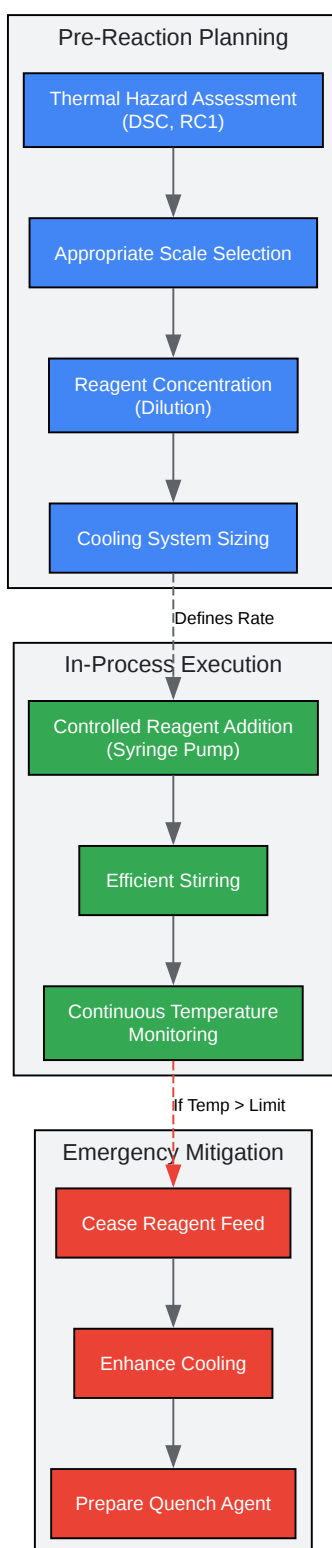 Pre-Reaction Planning
Thermal Hazard Assessment
(DSC, RC1)
Appropriate Scale Selection
Reagent Concentration
(Dilution)
Cooling System Sizing
Defines Rate
In-Process Execution
Controlled Reagent Addition
(Syringe Pump)
Efficient Stirring
Continuous Temperature
Monitoring
If Temp > Limit
Emergency Mitigation
Cease Reagent Feed
Enhance Cooling
Prepare Quench Agent